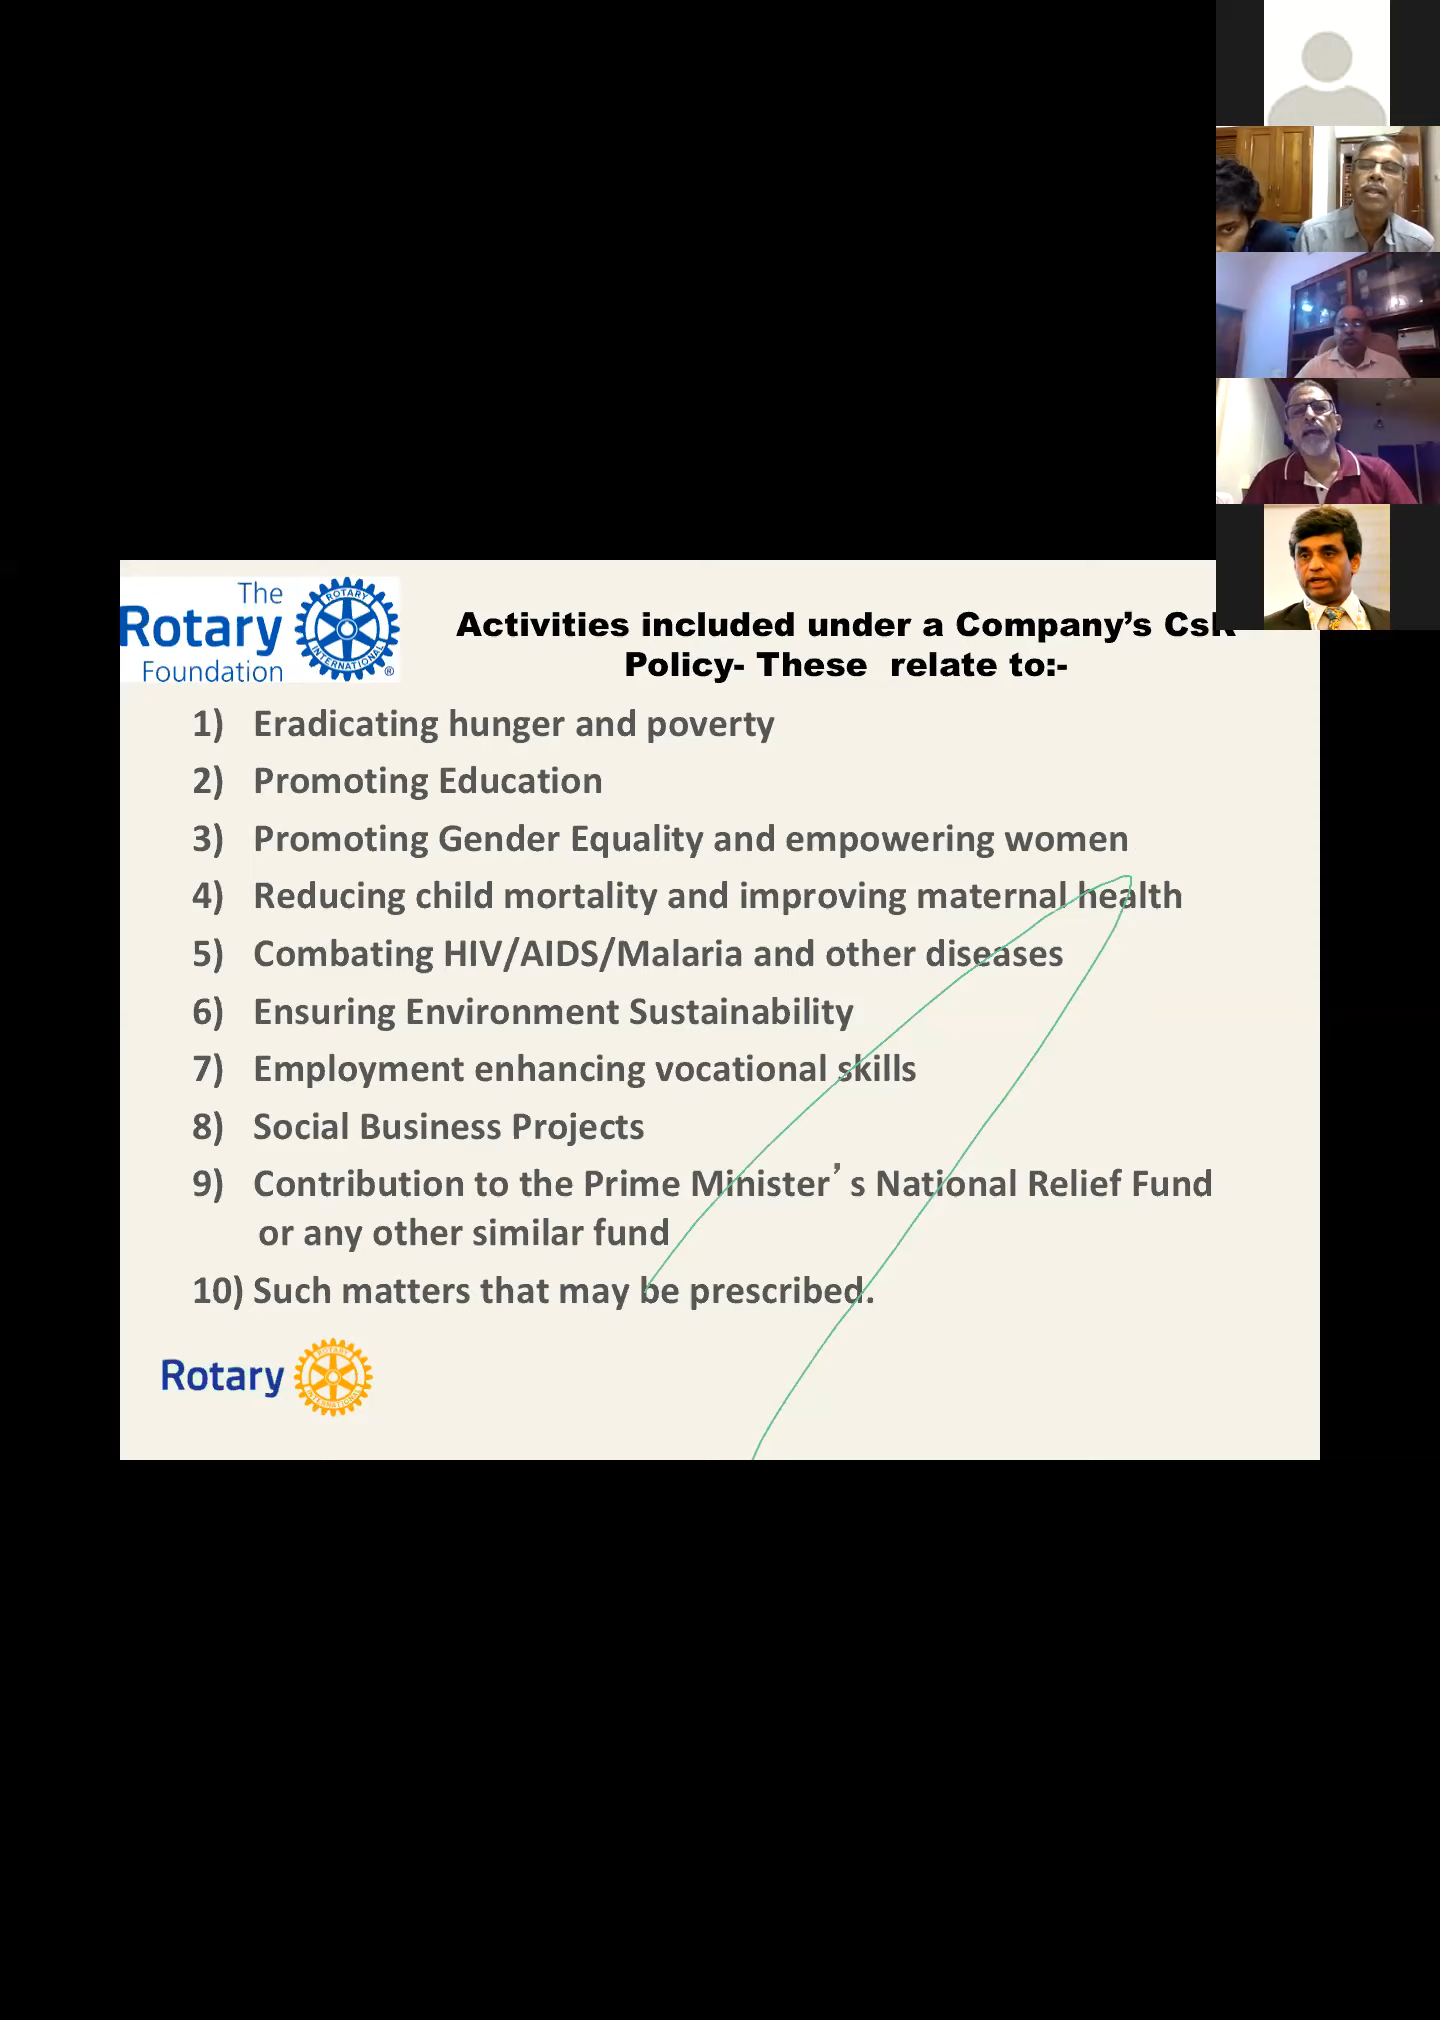 The
Rotary
Foundation
ROTARY
INTERNATIONAL
®
Activities included under a Company’s CsR
Policy- These relate to:-
1) Eradicating hunger and poverty
2) Promoting Education
3) Promoting Gender Equality and empowering women
4) Reducing child mortality and improving maternal health
5) Combating HIV/AIDS/Malaria and other diseases
6) Ensuring Environment Sustainability
7) Employment enhancing vocational skills
8) Social Business Projects
9) Contribution to the Prime Minister’s National Relief Fund
or any other similar fund
10) Such matters that may be prescribed.
Rotary
ROTARY
INTERNATIONAL